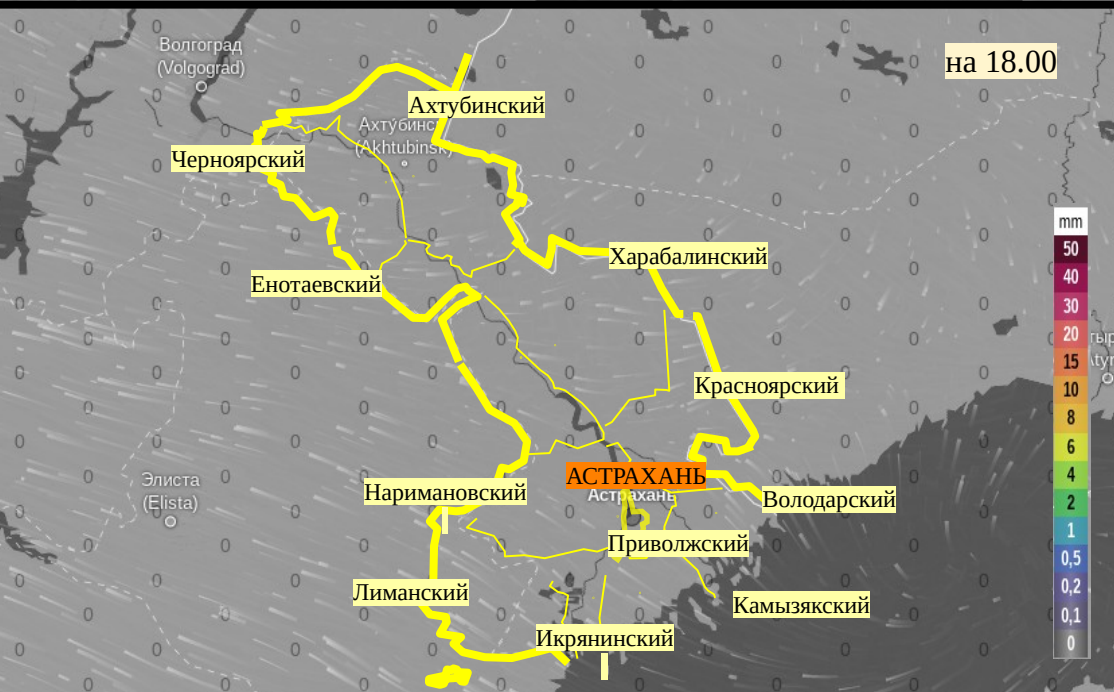 Волгоград
(Volgograd)
на 18.00
Ахтубинский
(Akhtubinsk)
Черноярский
Харабалинский
Енотаевский
mm
50
40
30
20
15
10
8
6
4
2
1
0,5
0,2
0,1
0
Красноярский
АСТРАХАНЬ
Астрахань
Элиста
(Elista)
Наримановский
Володарский
Приволжский
Лиманский
Камызякский
Икрянинский